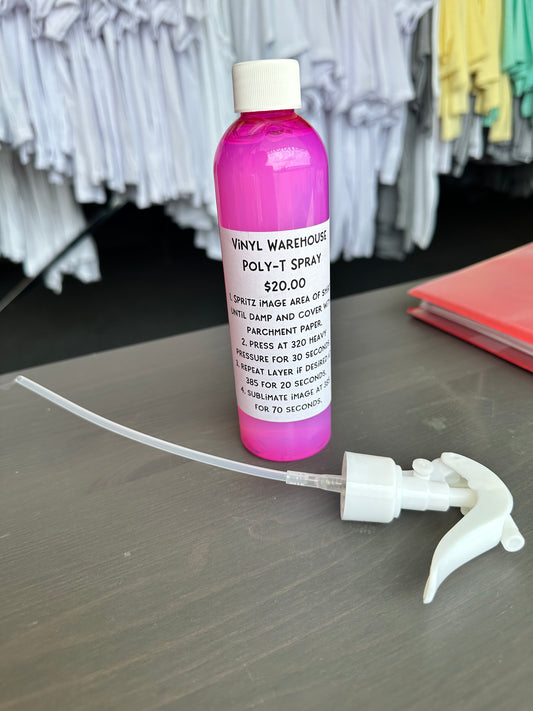 Vinyl Warehouse
Poly-T Spray
$20.00
1. Spritz image area of
until damp and cover
parchment paper.
2. Press at 320 heavy
pressure for 30 seconds
3. Repeat layer if desired
385 for 20 seconds.
4. Sublimate image at
for 70 seconds.